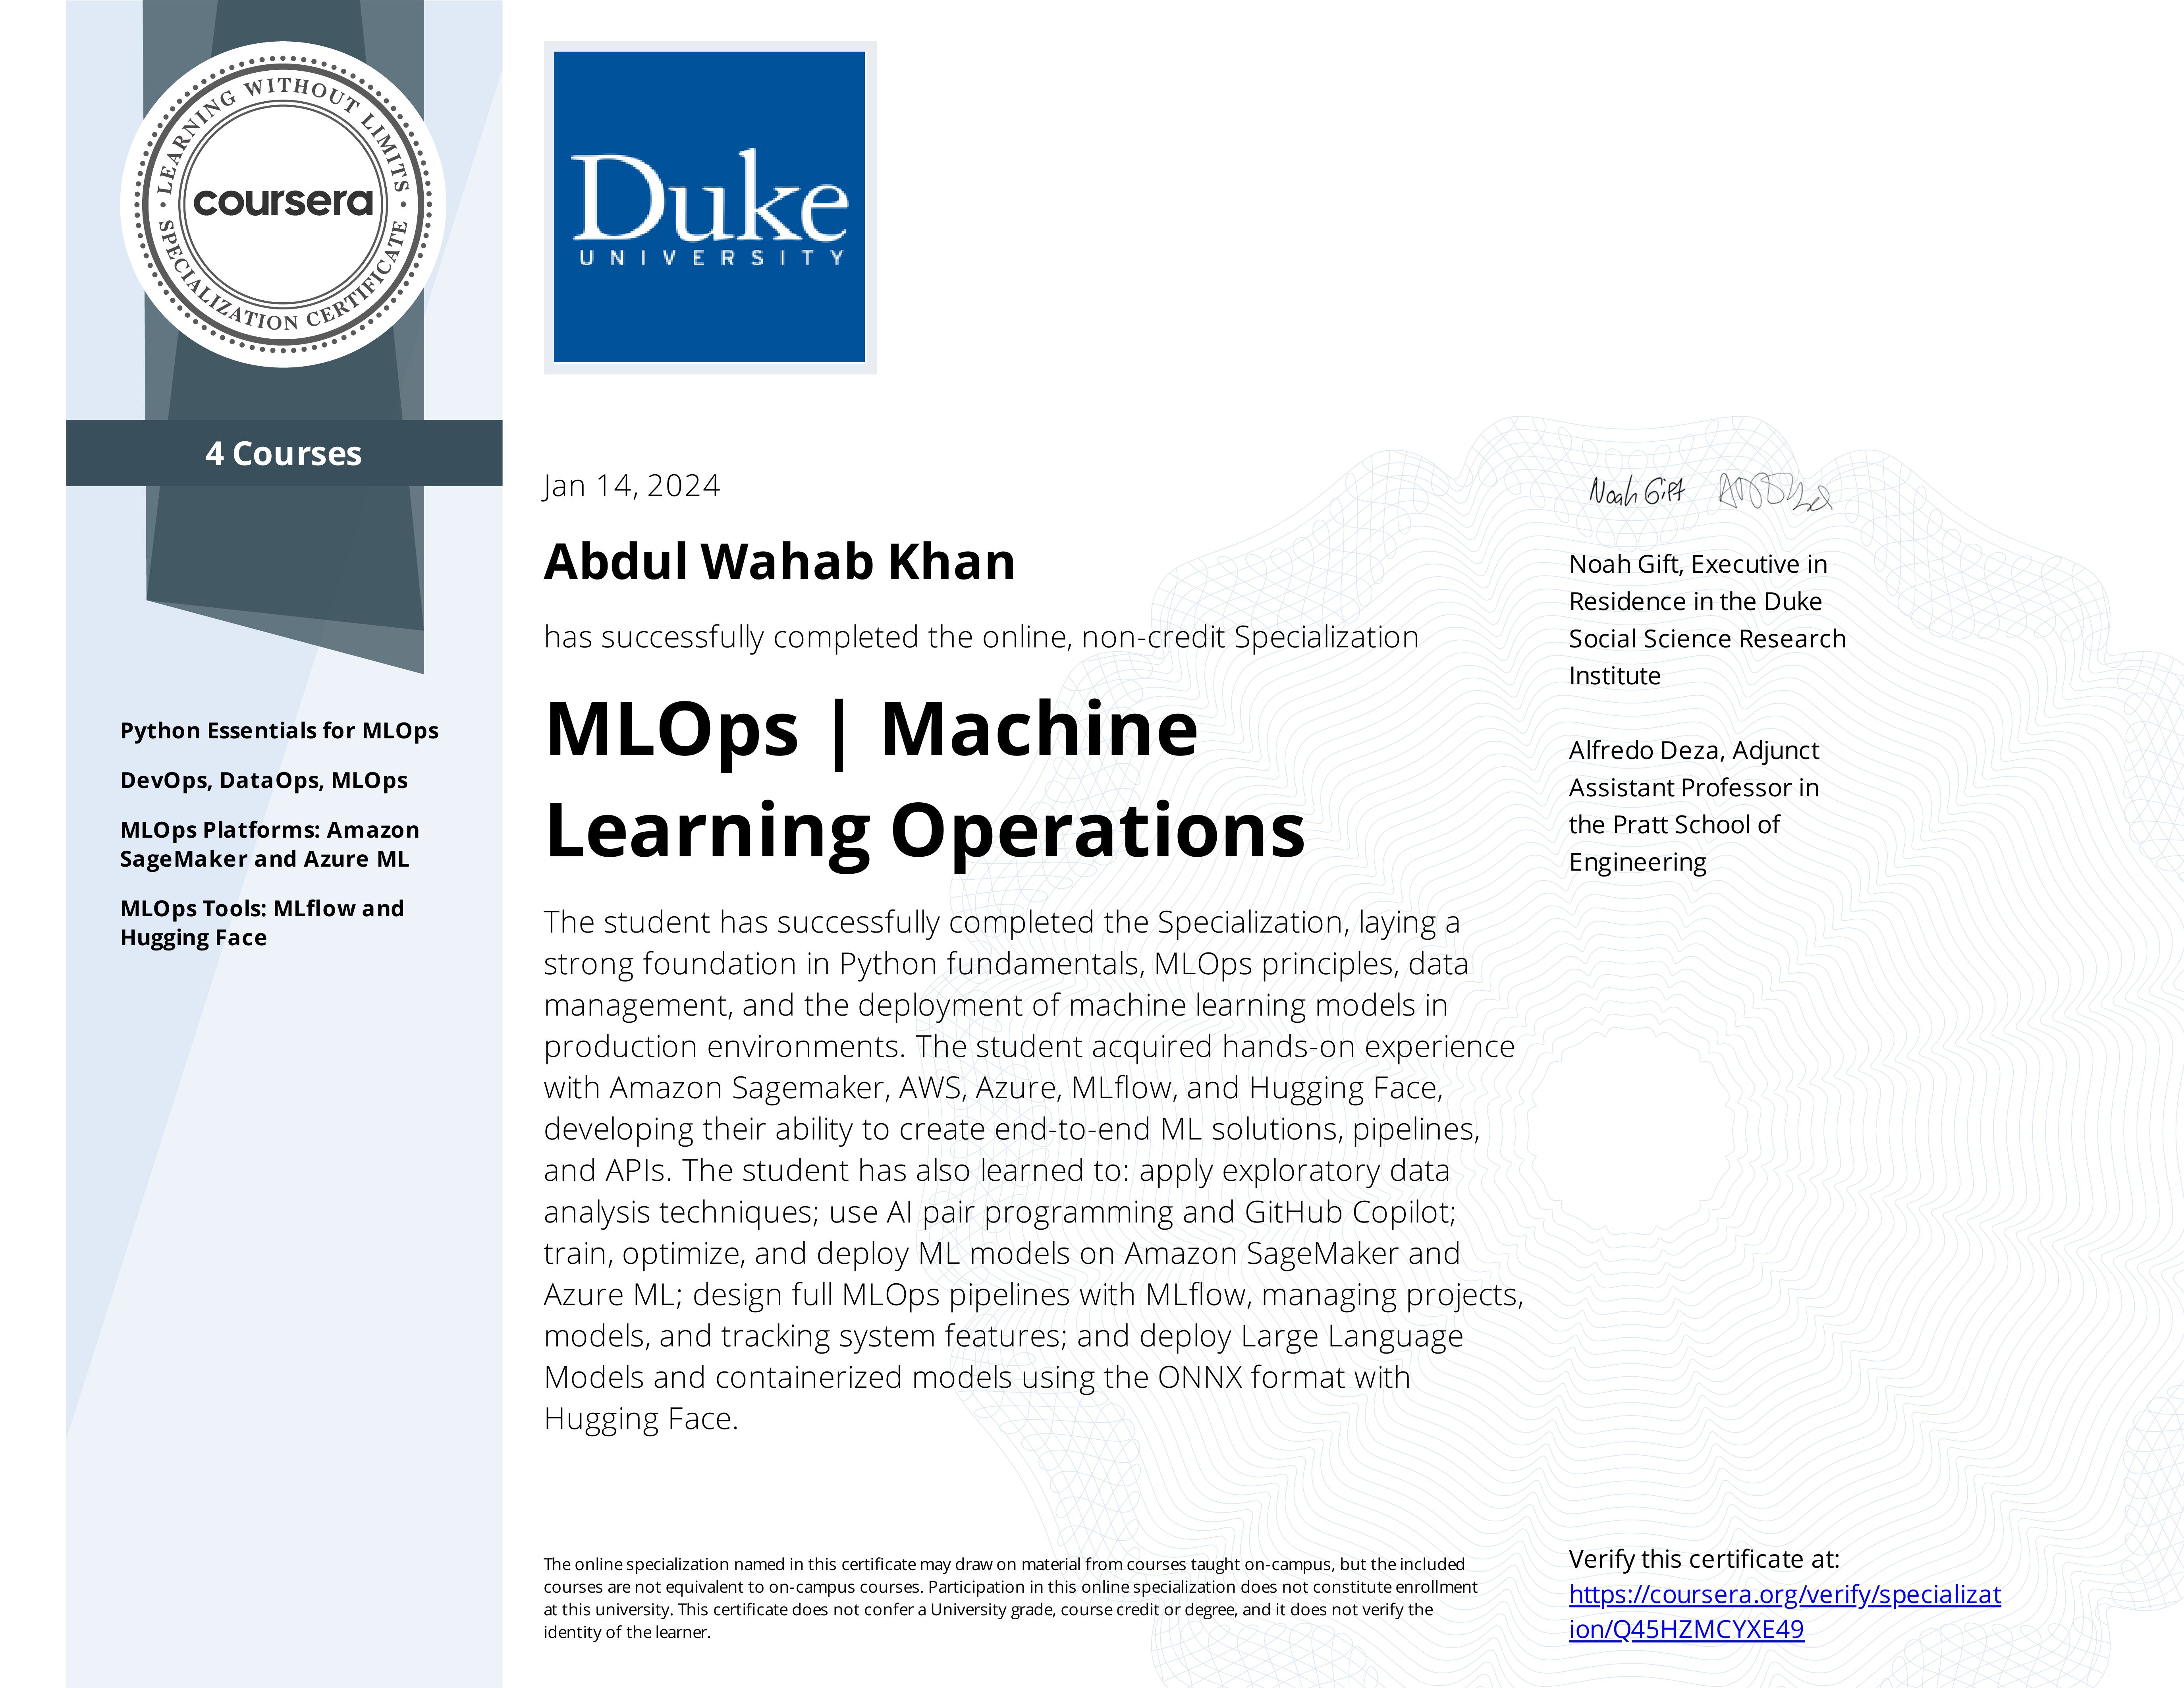 LEARNING WITHOUT LIMITS
coursera
SPECIALIZATION CERTIFICATE
4 Courses
Python Essentials for MLOps
DevOps, DataOps, MLOps
MLOps Platforms: Amazon
SageMaker and Azure ML
MLOps Tools: MLflow and
Hugging Face
Duke
UNIVERSITY
Jan 14, 2024
Abdul Wahab Khan
has successfully completed the online, non-credit Specialization
MLOps | Machine
Learning Operations
The student has successfully completed the Specialization, laying a
strong foundation in Python fundamentals, MLOps principles, data
management, and the deployment of machine learning models in
production environments. The student acquired hands-on experience
with Amazon Sagemaker, AWS, Azure, MLflow, and Hugging Face,
developing their ability to create end-to-end ML solutions, pipelines,
and APIs. The student has also learned to: apply exploratory data
analysis techniques; use AI pair programming and GitHub Copilot;
train, optimize, and deploy ML models on Amazon SageMaker and
Azure ML; design full MLOps pipelines with MLflow, managing projects,
models, and tracking system features; and deploy Large Language
Models and containerized models using the ONNX format with
Hugging Face.
The online specialization named in this certificate may draw on material from courses taught on-campus, but the included
courses are not equivalent to on-campus courses. Participation in this online specialization does not constitute enrollment
at this university. This certificate does not confer a University grade, course credit or degree, and it does not verify the
identity of the learner.
Noah Gift
Noah Gift, Executive in
Residence in the Duke
Social Science Research
Institute
Alfredo Deza, Adjunct
Assistant Professor in
the Pratt School of
Engineering
Verify this certificate at:
https://coursera.org/verify/specializat
ion/Q45HZMCYXE49